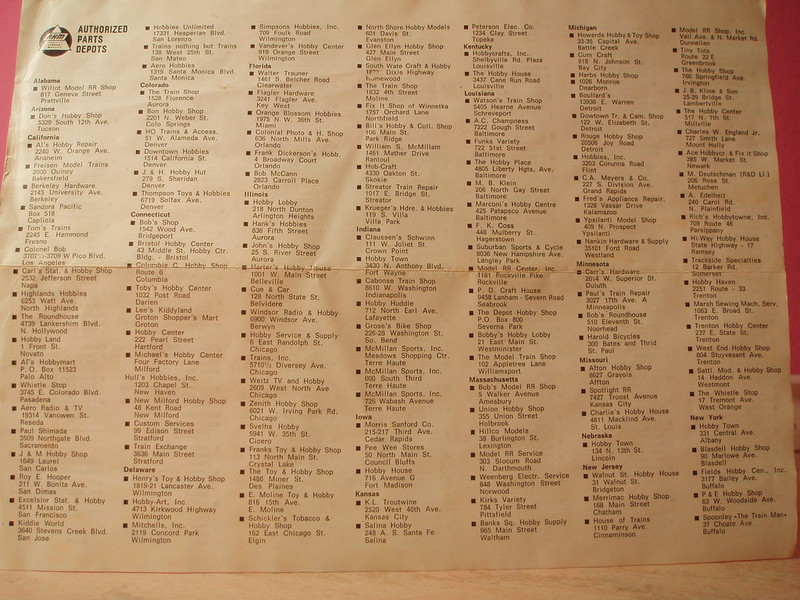 AHM
AUTHORIZED
PARTS
DEPOTS
Alabama
Willot Model RR Shop
817 Geneva Street
Prattville
Arizona
Don's Hobby Shop
5329 South 12th Ave.
Tucson
California
Al's Hobby Repair
2240 W. Orange Ave.
Anaheim
Freisen Model Trains
2000 Quincy
Bakersfield
Berkeley Hardware
2145 University Ave.
Berkeley
Sandora Pacific
Box 518
Capliola
Tom's Trains
2245 E. Hammond
Fresno
Colonel Bob
W Pico Blvd.
Los Angeles
Carl's Stat. & Hobby Shop
2532 Jefferson Street
Napa
Highlands Hobbies
6253 Watt Ave.
North Highlands
The Roundhouse
4738 Lankershim Blvd.
N. Hollywood
Hobby Land
1 Front St.
Novato
Al's Hobbymart
P. O. Box 11523
Palo Alto
Whistle Stop
3745 E. Colorado Blvd.
Pasadena
Aero Radio & TV
19314 Vanowen St.
Reseda
Paul Shimada
3509 Northgate Blvd.
Sacramento
J & M Hobby Shop
1649 Laurel
San Carlos
Roy E. Hooper
211 W. Bonita Ave.
San Dimas
Excelsior Stat. & Hobby
4511 Mission St.
San Francisco
Kiddie World
3640 Stevens Creek Blvd.
San Jose
Hobbies Unlimited
17331 Hesperian Blvd.
San Lorenzo
Trains nothing but Trains
138 West 25th St.
San Mateo
Aero Hobbies
1319 Santa Monica Blvd.
Santa Monica
Colorado
The Train Shop
1528 Florence
Aurora
Bon Hobby Shop
2201 N. Weber St.
Colo Springs
HO Trains & Access.
51 W. Alameda Ave.
Denver
Downtown Hobbies
1514 California St.
Denver
J & H Hobby Hut
279 S. Sheridan
Denver
Thompson Toys & Hobbies
6719 Solfax Ave.
Denver
Connecticut
Bob's Shop
1542 Wood Ave.
Bridgeport
Bristol Hobby Center
43 Middle St. Hobby Ctr.
Bldg. - Bristol
Columbia C. Hobby Shop
Route 6
Columbia
Toby's Hobby Center
1032 Post Road
Darien
Lee's Kiddyland
Groton Shopper's Mart
Groton
Hobby Center
222 Pearl Street
Hartford
Michael's Hobby Center
Four Factory Lane
Milford
Hull's Hobbies, Inc.
1203 Chapel St.
New Haven
New Milford Hobby Shop
48 Kent Road
New Milford
Custom Services
99 Edison Street
Stratford
Train Exchange
3636 Main Street
Stratford
Delaware
Henry's Toy & Hobby Shop
1819-21 Lancaster Ave.
Wilmington
Hobby-Art, Inc.
4713 Kirkwood Highway
Wilmington
Mitchells, Inc.
2119 Concord Park
Wilmington
Simpsons Hobbies, Inc.
709 Foulk Road
Wilmington
Vandever's Hobby Center
919 Orange Street
Wilmington
Florida
Walter Trauner
1461 S. Belcher Road
Clearwater
Flagler Hardware
3241 Flagler Ave.
Key West
Orange Blossom Hobbies
1975 N.W. 36th St.
Miami
Colonial Photo & H. Shop
636 North Mills Ave.
Orlando
Frank Dickerson's Hobb.
4 Broadway Court
Orlando
Bob McCann
2823 Carroll Place
Orlando
Illinois
Hobby Lobby
218 North Dunton
Arlington Heights
Hank's Hobbies
836 Fifth Street
Aurora
John's Hobby Shop
25 S. River Street
Aurora
Harter's Hobby House
1001 W. Main Street
Belleville
Cue & Car
128 North State St.
Belvidere
Windsor Radio & Hobby
6300 Windsor Ave.
Berwyn
Hobby Service & Supply
6 East Randolph St.
Chicago
Trains, Inc.
5710½ Diversey Ave.
Chicago
Weitz TV and Hobby
2609 West North Ave
Chicago
Zenith Hobby Shop
6021 W. Irving Park Rd.
Chicago
Svelha Hobby
5941 W. 35th St.
Cicero
Franks Toy & Hobby Shop
113 North Main St.
Crystal Lake
The Toy & Hobby Shop
1486 Miner St.
Des Plaines
E. Moline Toy & Hobby
816 15th Ave.
E. Moline
Schickler's Tobacco &
Hobby Shop
162 East Chicago St.
Elgin
North Shore Hobby Models
601 Davis St.
Evanston
Glen Ellyn Hobby Shop
427 Main Street
Glen Ellyn
South Wate Craft & Hobby
Dixie Highway
Homewood
The Train Shop
1832 4th Street
Moline
Fix It Shop of Winnetka
1737 Orchard Lane
Northfield
Bill's Hobby & Coll. Shop
106 Main St.
Park Ridge
William S. McMillam
1461 Mather Drive
Rantoul
Hob-Craft
4330 Oakton St.
Skokie
Streator Train Repair
1017 E. Bridge St.
Streator
Krueger's Hdre. & Hobbies
119 S. Villa
Villa Park
Indiana
Claussen's Schwinn
111 W. Joliet St.
Crown Point
Hobby Town
3430 N. Anthony Blvd.
Fort Wayne
Caboose Train Shop
8610 W. Washington
Indianapolis
Hobby Huddle
712 North Earl Ave.
Lafayette
Grose's Bike Shop
226-28 Washington St.
So. Bend
McMillan Sports, Inc.
Meadows Shopping Ctr.
Terre Haute
McMillan Sports, Inc.
600 South Third
Terre Haute
McMillan Sports, Inc.
726 Wabash Avenue
Terre Haute
Iowa
Morris Sanford Co.
215-217 Third Ave.
Cedar Rapids
Pee Wee Stores
50 North Main St.
Council Bluffs
Hobby House
716 Avenue G
Fort Madison
Kansas
K.L. Troutwine
2520 West 46th Ave.
Kansas City
Salina Hobby
248 A. S. Santa Fe
Salina
Peterson Elec. Co.
1234 Clay Street
Topeka
Kentucky
Hobbycrafts, Inc.
Shelbyville Rd. Plaza
Louisville
The Hobby House
3437 Cane Run Road
Louisville
Louisiana
Watson's Train Shop
5405 Hearne Avenue
Schreveport
A.C. Champness
7222 Gough Street
Baltimore
Funks Variety
722 S1st Street
Baltimore
The Hobby Place
4805 Liberty Hgts. Ave.
Baltimore
M. B. Klein
206 North Gay Street
Baltimore
Marconi's Hobby Centre
425 Patapsco Avenue
Baltimore
F. K. Coss
448 Mulberry St.
Hagerstown
Suburban Sports & Cycle
8036 New Hampshire Ave.
Langley Park
Model RR Center, Inc.
1181 Rockville Pike
Rockville
P. D. Craft House
9458 Lanham - Severn Road
Seabrook
The Depot Hobby Shop
P.O. Box 800
Severna Park
Bobby's Hobby Lobby
21 East Main St.
Westminister
The Model Train Shop
102 Appletree Lane
Williamsport
Massachusetts
Bob's Model RR Shop
5 Walker Avenue
Amesbury
Union Hobby Shop
355 Union Street
Holbrook
Hillco Models
38 Burlington St.
Lexington
Model RR Service
303 Slocum Road
N. Darthmouth
Weenberg Electr. Service
848 Washington Street
Norwood
Kirks Variety
784 Tyler Street
Pittsfield
Banks Sq. Hobby Supply
965 Main Street
Waltham
Michigan
Howards Hobby & Toy Shop
33-35 Capital Ave.
Battle Creek
Cum Craft
918 N. Johnson St.
Bay City
Harbs Hobby Shop
1026 Monroe
Dearborn
Boullard's
13936 E. Warren
Detroit
Dowtown Tr. & Cam. Shop
122 W. Elizabeth St.
Detroit
Rouge Hobby Shop
20506 Joy Road
Detroit
Hobbies, Inc.
3203 Corunna Road
Flint
C.A. Meyers & Co.
227 S. Division Ave.
Grand Rapids
Fred's Appliance Repair.
1328 Vassar Drive
Kalamazoo
Ypsilanti Model Shop
409 N. Prospect
Ypsilanti
Nankin Hardware & Supply
35101 Ford Road
Westland
Minnesota
Carr's Hardware
2014 W. Superior St.
Duluth
Paul's Train Repair
3027 17th Ave. A
Minneapolis
Bob's Roundhouse
510 Eleventh St.
Noorhead
Harold Bicycles
300 Bates and Thrid
St. Paul
Missouri
Afton Hobby Shop
8627 Gravois
Affton
Spotlight RR
7427 Troost Avenue
Kansas City
Charlie's Hobby House
4811 Macklind Ave.
St. Louis
Nebraska
Hobby Town
134 N. 13th St.
Lincoln
New Jersey
Walnut St. Hobby House
31 Walnut St.
Bridgeton
Merrimac Hobby Shop
168 Main Street
Chatham
House of Trains
1110 Parry Ave.
Cinnaminson
Model RR Shop Inc.
Vail Ave. & N. Market Rd.
Dunnellen
Tiny Tots
Route 22 E
Greenbrook
The Hobby Shop
760 Springfield Ave.
Irvington
J.B. Kline & Sun
25-29 Bridge St.
Lambertville
The Hobby Center
517 N. 7th St.
Millville
Charles W. England Jr.
727 Smith Lane
Mount Holly
Ace Hobbycr & Fix it Shop
385 W. Market St.
Newark
M. Deutschman (R&D LI.)
206 Rose St.
Metuchen
A. Edelheri
240 Carol Rd.
N. Plainfield
Rich's Hobbytowne, Inc.
709 Route 46
Parsippany
Hi-Way Hobby House
State Highway · 17
Ramsey
Trackside Specialties
12 Barker Rd.
Somerset
Hobby Haven
2251 Route - 33
Trenton
Marsh Sewing Mach. Serv.
1063 E. Broad St.
Trenton
Trenton Hobby Center
237 E. State St.
Trenton
West End Hobby Shop
804 Stuyvesant Ave.
Trenton
Sattl. Mod. & Hobby Shop
14 Haddon Ave.
Westmont
The Whistle Stop
17 Tremont Ave.
West Orange
New York
Hobby Town
331 Central Ave.
Albany
Blasdell Hobby Shop
90 Marlowe Ave.
Blasdell
Fields Hobby Cen., Inc.
3177 Bailey Ave.
Buffalo
P & E Hobby Shop
63 W. Woodside Ave.
Buffalo
Spoonley «The Train Man»
37 Choate Ave.
Buffalo